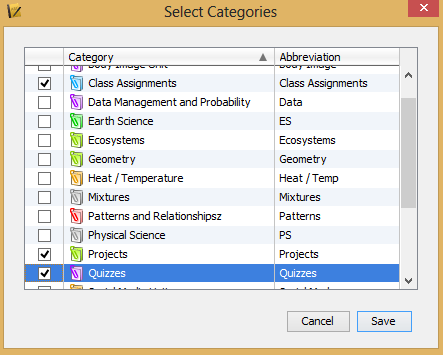 Select Categories
Category Abbreviation
Body Image Unit Body Image
Class Assignments Class Assignments
Data Management and Probability Data
Earth Science ES
Ecosystems Ecosystems
Geometry Geometry
Heat / Temperature Heat / Temp
Mixtures Mixtures
Patterns and Relationshipsz Patterns
Physical Science PS
Projects Projects
Quizzes Quizzes
Cancel Save